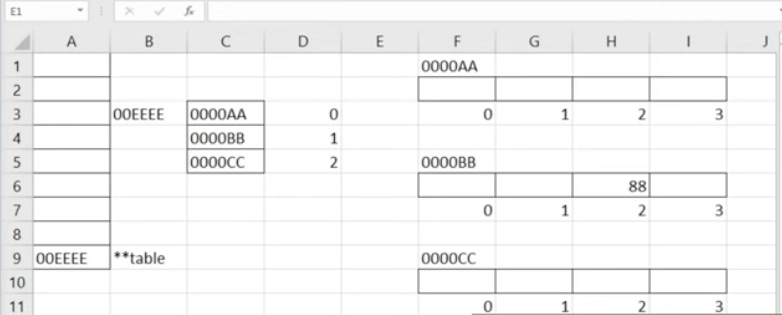 E1 fx
A B C D E F G H I J
1 0000AA
2
3 00EEEE 0000AA 0 0 1 2 3
4 0000BB 1
5 0000CC 2 0000BB
6 88
7 0 1 2 3
8
9 00EEEE **table 0000CC
10
11 0 1 2 3